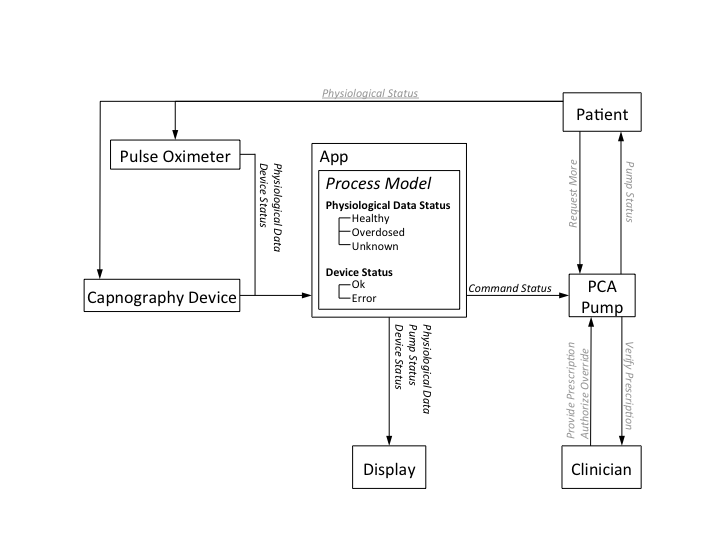 Physiological Status
Patient
Pulse Oximeter
Physiological Data
Device Status
App
Process Model
Physiological Data Status
Healthy
Overdosed
Unknown
Device Status
Ok
Error
Request More
Pump Status
Capnography Device
Command Status
PCA
Pump
Physiological Data
Pump Status
Device Status
Provide Prescription
Authorize Override
Verify Prescription
Display
Clinician